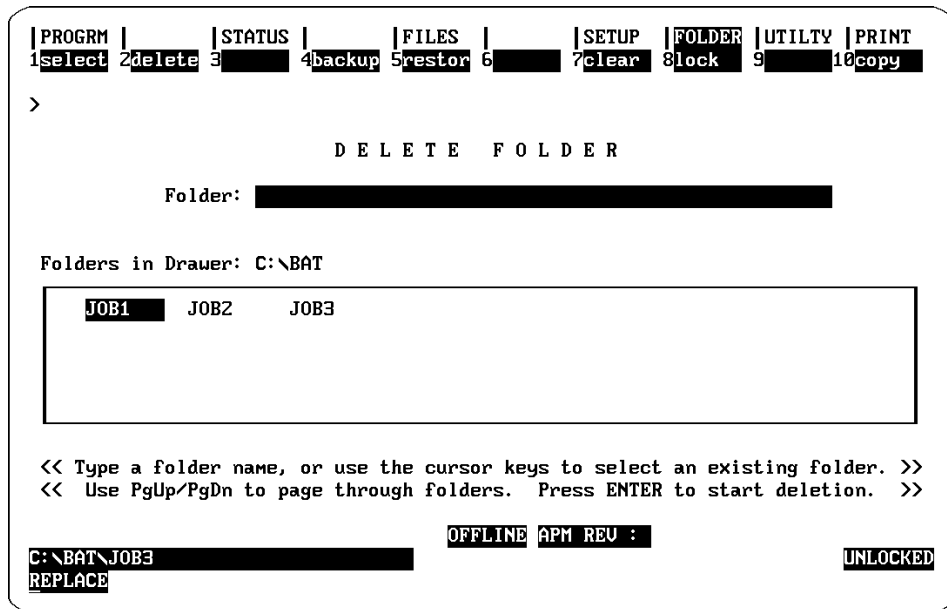 |PROGRM | |STATUS | |FILES | |SETUP |FOLDER |UTILTY |PRINT
1select 2delete 3 4backup 5restor 6 7clear 8lock 9 10copy
>
D E L E T E F O L D E R
Folder:
Folders in Drawer: C:\BAT
JOB1 JOB2 JOB3
<< Type a folder name, or use the cursor keys to select an existing folder. >>
<< Use PgUp/PgDn to page through folders. Press ENTER to start deletion. >>
OFFLINE APM REV :
C:\BAT\JOB3 UNLOCKED
REPLACE